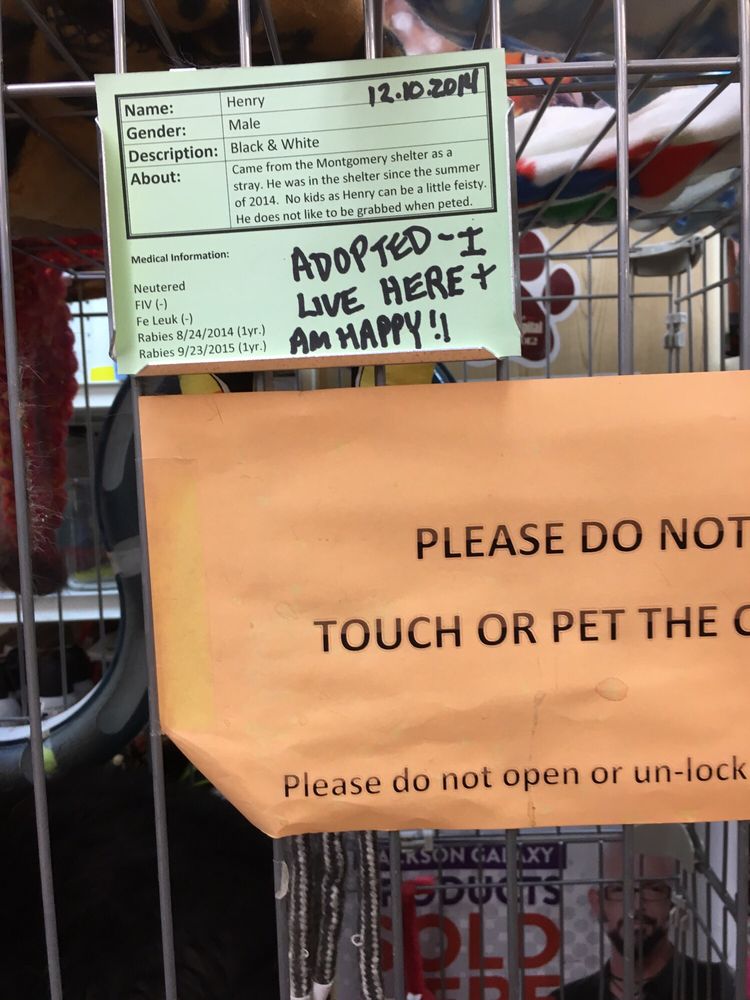 12.10.2014
Name: Henry
Gender: Male
Description: Black & White
About: Came from the Montgomery shelter as a
stray. He was in the shelter since the summer
of 2014. No kids as Henry can be a little feisty.
He does not like to be grabbed when peted.
Medical Information:
Neutered
FIV (-)
Fe Leuk (-)
Rabies 8/24/2014 (1yr.)
Rabies 9/23/2015 (1yr.)
ADOPTED - I
LIVE HERE +
AM HAPPY!!
PLEASE DO NOT
TOUCH OR PET THE C
Please do not open or un-lock
ACKSON GALAXY
ODUCTS
SOLD